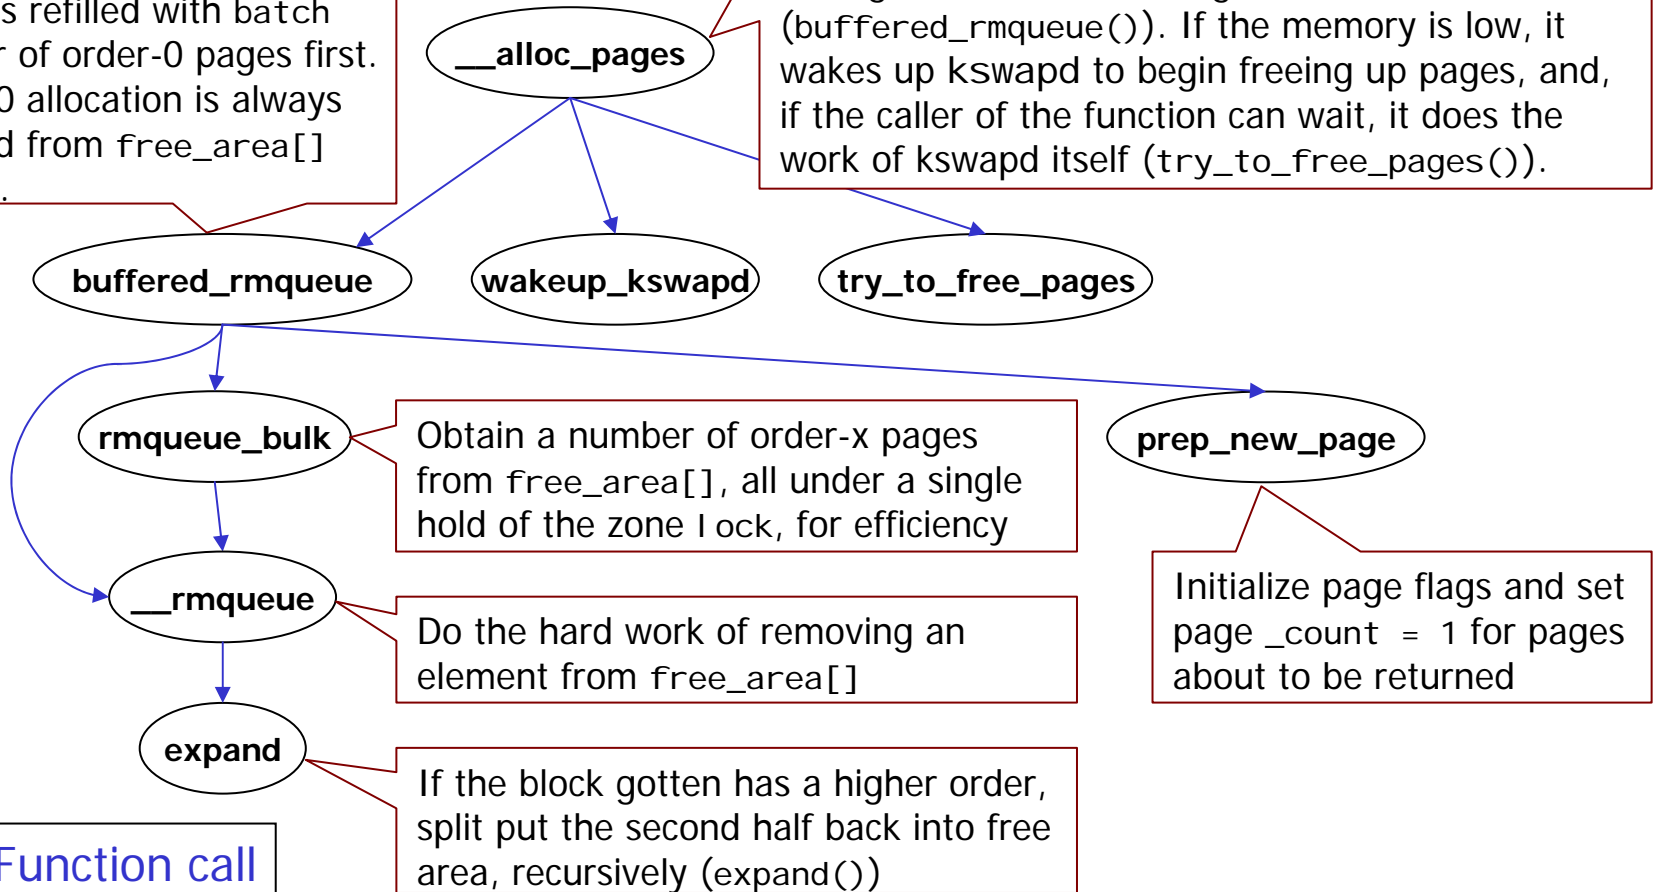 s refilled with batch
r of order-0 pages first.
0 allocation is always
d from free_area[]
.
__alloc_pages
(buffered_rmqueue()). If the memory is low, it
wakes up kswapd to begin freeing up pages, and,
if the caller of the function can wait, it does the
work of kswapd itself (try_to_free_pages()).
buffered_rmqueue
wakeup_kswapd
try_to_free_pages
rmqueue_bulk
Obtain a number of order-x pages
from free_area[], all under a single
hold of the zone lock, for efficiency
prep_new_page
__rmqueue
Do the hard work of removing an
element from free_area[]
Initialize page flags and set
page _count = 1 for pages
about to be returned
expand
If the block gotten has a higher order,
split put the second half back into free
area, recursively (expand())
Function call